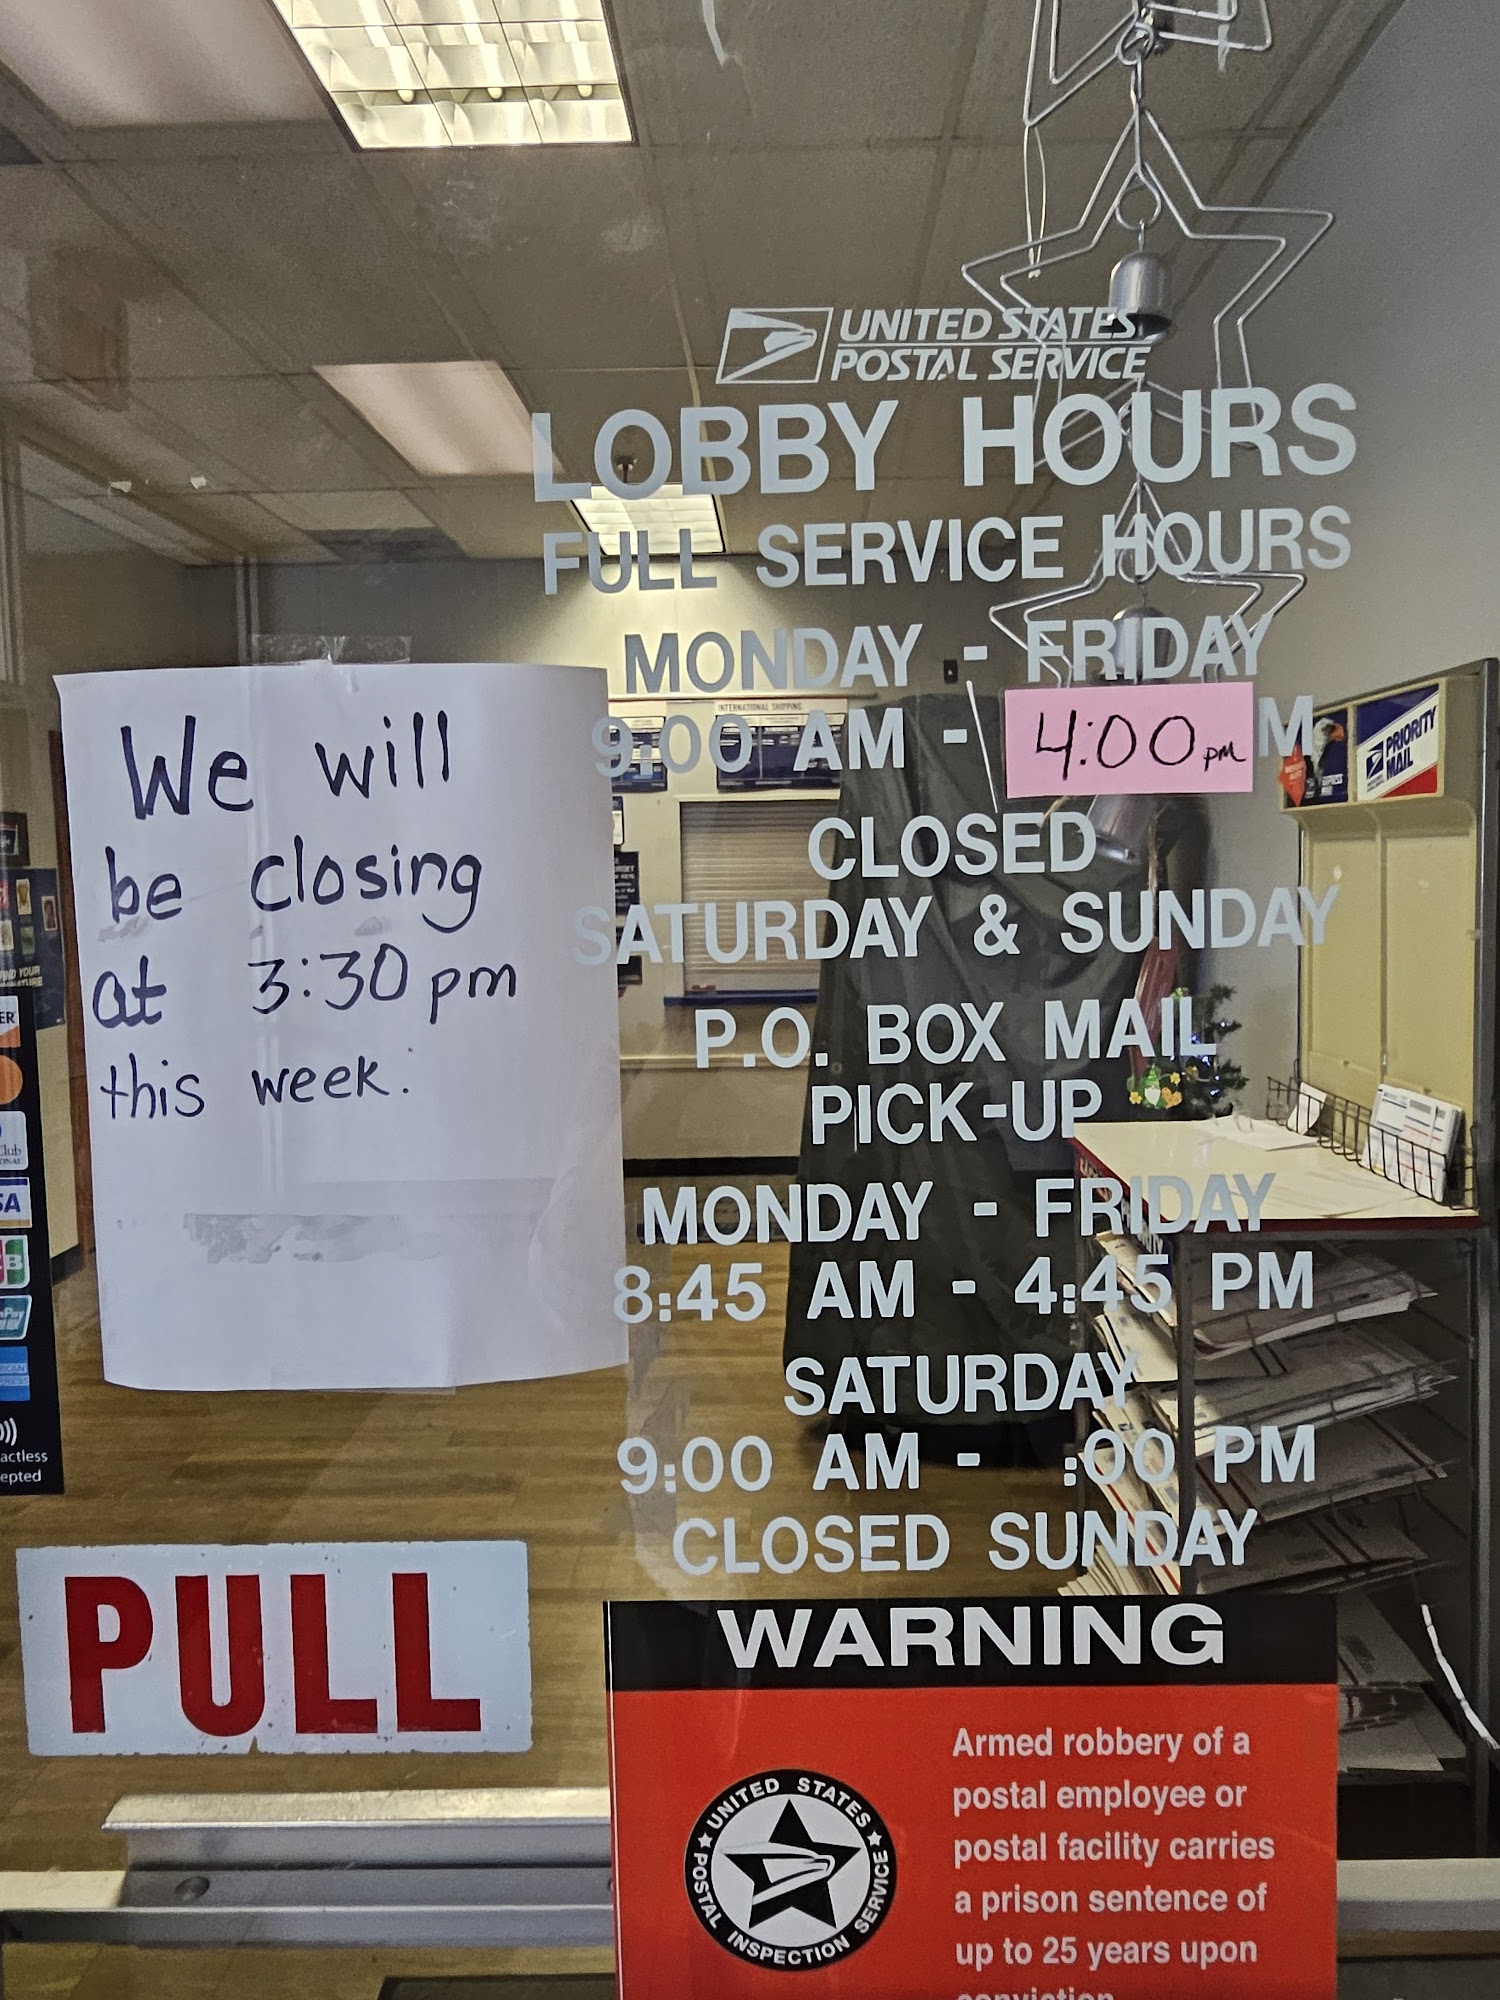 UNITED STATES
POSTAL SERVICE
LOBBY HOURS
FULL SERVICE HOURS
MONDAY - FRIDAY
9:00 AM - 4:00 pm M
CLOSED
SATURDAY & SUNDAY
P.O. BOX MAIL
PICK-UP
MONDAY - FRIDAY
8:45 AM - 4:45 PM
SATURDAY
9:00 AM - :00 PM
CLOSED SUNDAY
We will
be closing
at 3:30 pm
this week.
INTERNATIONAL SHIPPING
PRIORITY
MAIL
PULL
WARNING
Armed robbery of a
postal employee or
postal facility carries
a prison sentence of
up to 25 years upon
conviction
UNITED STATES
POSTAL INSPECTION SERVICE